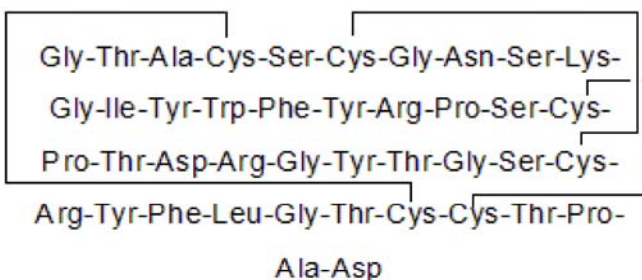 Gly-Thr-Ala-Cys-Ser-Cys-Gly-Asn-Ser-Lys-
Gly-Ile-Tyr-Trp-Phe-Tyr-Arg-Pro-Ser-Cys-
Pro-Thr-Asp-Arg-Gly-Tyr-Thr-Gly-Ser-Cys-
Arg-Tyr-Phe-Leu-Gly-Thr-Cys-Cys-Thr-Pro-
Ala-Asp